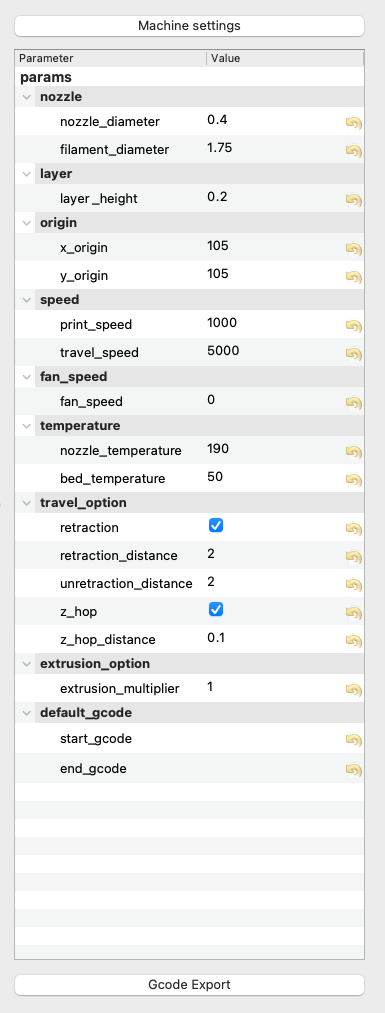 Machine settings
Parameter Value
params
nozzle
nozzle_diameter 0.4
filament_diameter 1.75
layer
layer_height 0.2
origin
x_origin 105
y_origin 105
speed
print_speed 1000
travel_speed 5000
fan_speed
fan_speed 0
temperature
nozzle_temperature 190
bed_temperature 50
travel_option
retraction
retraction_distance 2
unretraction_distance 2
z_hop
z_hop_distance 0.1
extrusion_option
extrusion_multiplier 1
default_gcode
start_gcode
end_gcode
Gcode Export